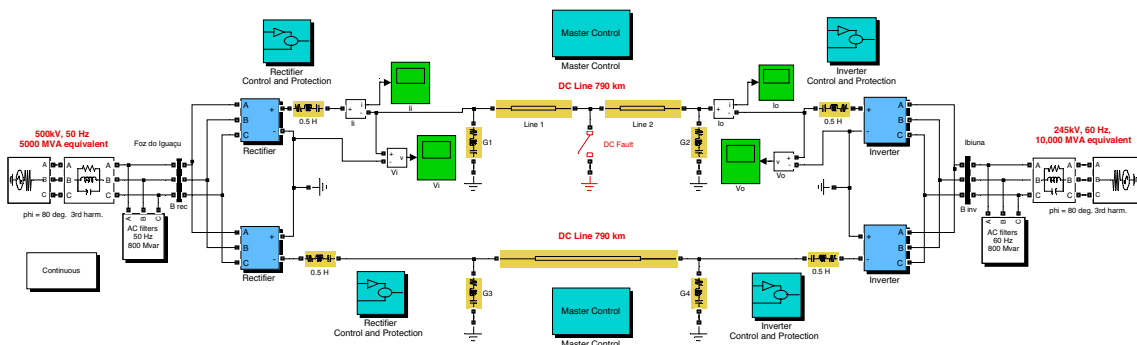 Master Control
Master Control
Rectifier
Control and Protection
Inverter
Control and Protection
DC Line 790 km
Ii
Io
A
B
C
+
-
Rectifier
0.5 H
+ -
i
Ii
Line 1
Line 2
+ -
i
Io
0.5 H
+
-
A
B
C
Inverter
500kV, 50 Hz
5000 MVA equivalent
Foz do Iguaçu
G1
DC Fault
G2
+
-
v
Vi
Vi
Vo
+
-
v
Vo
Ibiuna
245kV, 60 Hz,
10,000 MVA equivalent
A
B
C
A
B
C
B rec
phi = 80 deg. 3rd harm.
A
B
C
AC filters
50 Hz
800 Mvar
B inv
A
B
C
AC filters
60 Hz
800 Mvar
A
B
C
A
B
C
phi = 80 deg. 3rd harm.
Continuous
A
B
C
+
-
Rectifier
0.5 H
DC Line 790 km
0.5 H
+
-
A
B
C
Inverter
G3
G4
Rectifier
Control and Protection
Master Control
Master Control
Inverter
Control and Protection